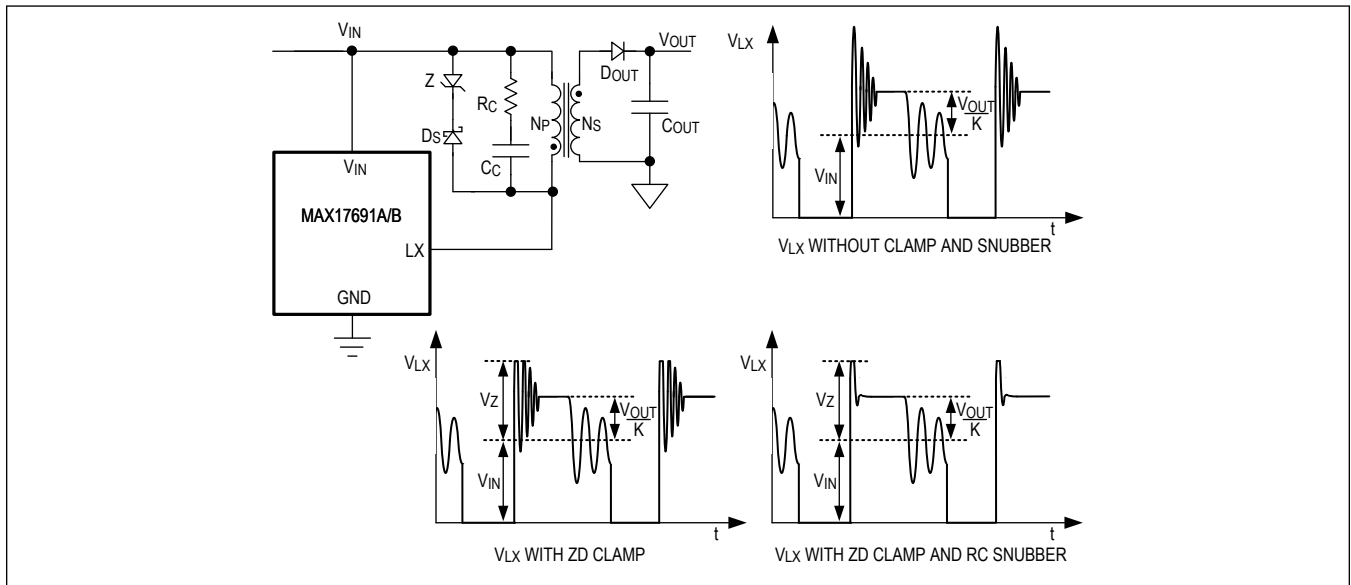 VIN
Z
DS
RC
CC
NP
NS
DOUT
VOUT
COUT
VIN
MAX17691A/B
LX
GND
VLX
VOUT
K
VIN
t
VLX WITHOUT CLAMP AND SNUBBER
VLX
VZ
VOUT
K
VIN
t
VLX WITH ZD CLAMP
VLX
VZ
VOUT
K
VIN
t
VLX WITH ZD CLAMP AND RC SNUBBER